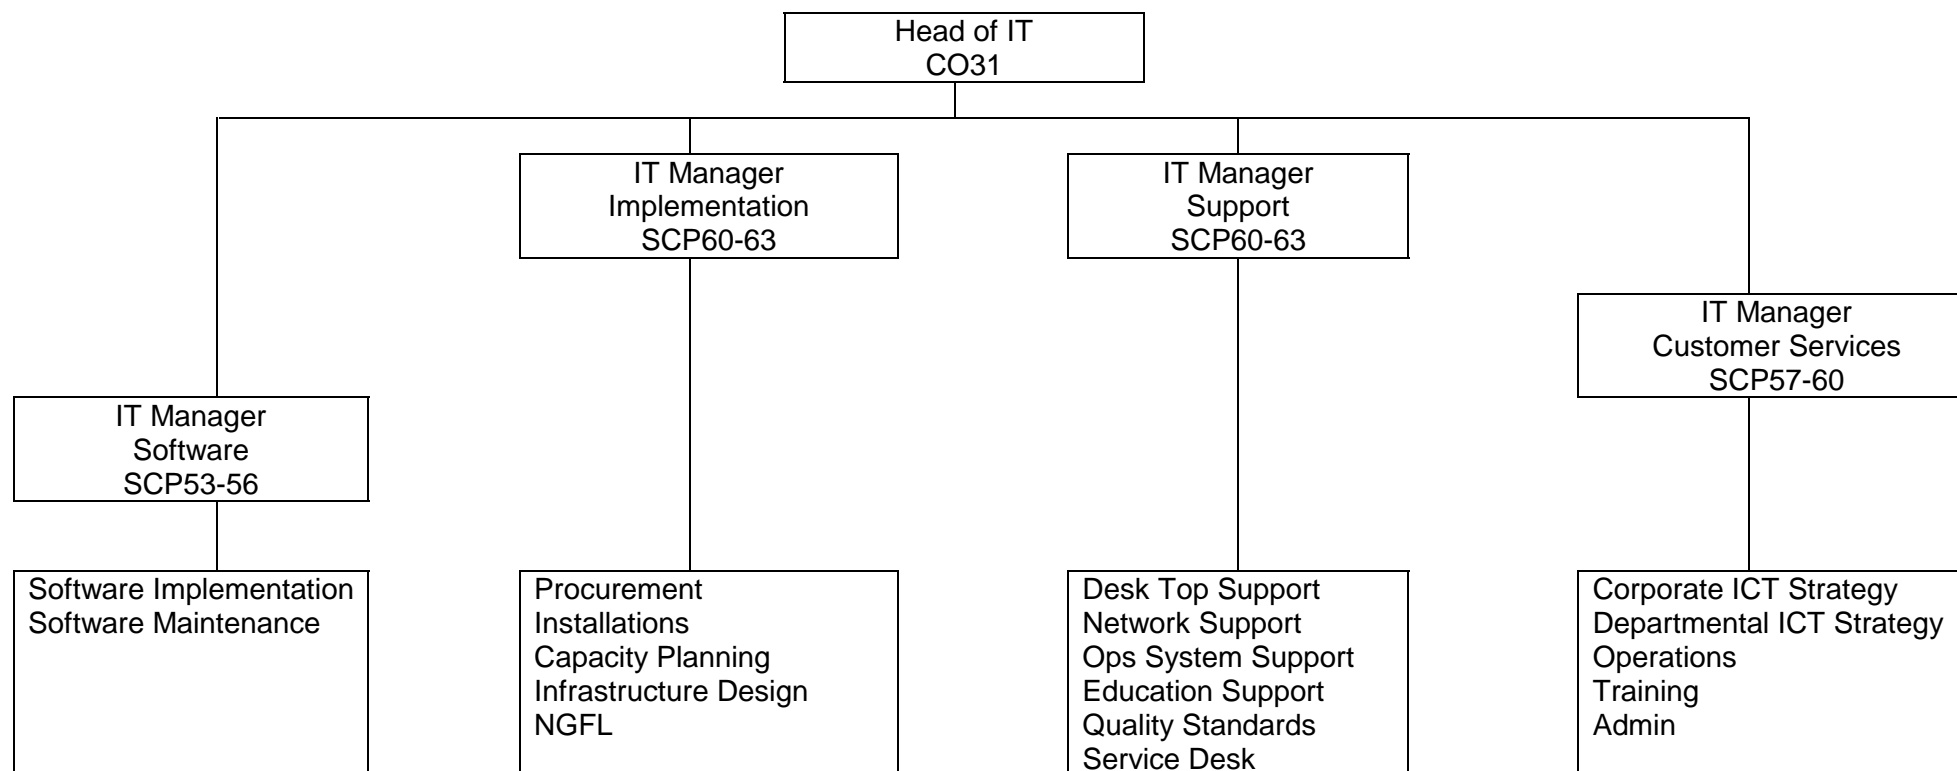 Head of IT
CO31
IT Manager
Implementation
SCP60-63
IT Manager
Support
SCP60-63
IT Manager
Customer Services
SCP57-60
IT Manager
Software
SCP53-56
Software Implementation
Software Maintenance
Procurement
Installations
Capacity Planning
Infrastructure Design
NGFL
Desk Top Support
Network Support
Ops System Support
Education Support
Quality Standards
Service Desk
Corporate ICT Strategy
Departmental ICT Strategy
Operations
Training
Admin